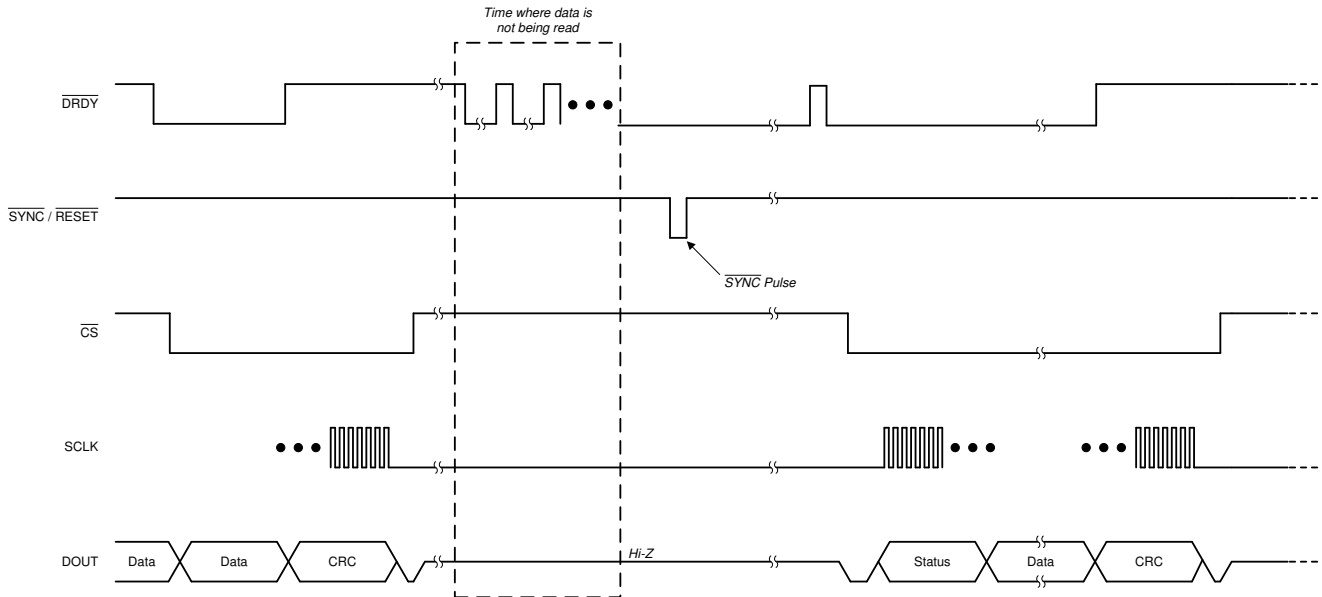 Time where data is
not being read
DRDY
SYNC / RESET
SYNC Pulse
CS
SCLK
DOUT
Data
Data
CRC
Hi-Z
Status
Data
CRC